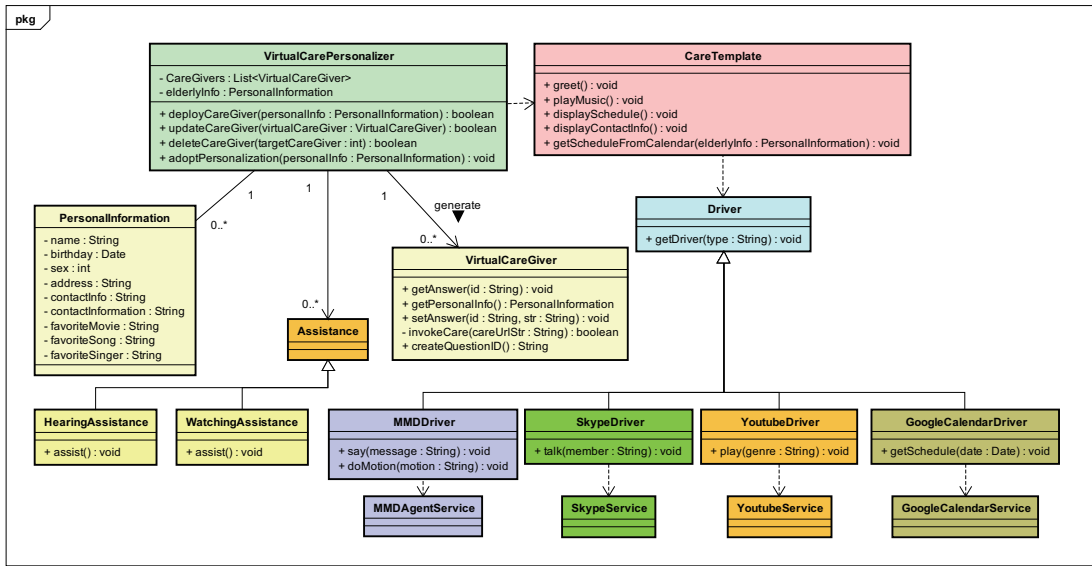 pkg
VirtualCarePersonalizer
- CareGivers : List<VirtualCareGiver>
- elderlyInfo : PersonalInformation
+ deployCareGiver(personalInfo : PersonalInformation) : boolean
+ updateCareGiver(virtualCareGiver : VirtualCareGiver) : boolean
+ deleteCareGiver(targetCareGiver : int) : boolean
+ adoptPersonalization(personalInfo : PersonalInformation) : void
CareTemplate
+ greet() : void
+ playMusic() : void
+ displaySchedule() : void
+ displayContactInfo() : void
+ getScheduleFromCalendar(elderlyInfo : PersonalInformation) : void
1
1
1
generate
0..*
0..*
0..*
PersonalInformation
- name : String
- birthday : Date
- sex : int
- address : String
- contactInfo : String
- contactInformation : String
- favoriteMovie : String
- favoriteSong : String
- favoriteSinger : String
Driver
+ getDriver(type : String) : void
VirtualCareGiver
+ getAnswer(id : String) : void
+ getPersonalInfo() : PersonalInformation
+ setAnswer(id : String, str : String) : void
- invokeCare(careUrlStr : String) : boolean
+ createQuestionID() : String
Assistance
HearingAssistance
+ assist() : void
WatchingAssistance
+ assist() : void
MMDDriver
+ say(message : String) : void
+ doMotion(motion : String) : void
SkypeDriver
+ talk(member : String) : void
YoutubeDriver
+ play(genre : String) : void
GoogleCalendarDriver
+ getSchedule(date : Date) : void
MMDAgentService
SkypeService
YoutubeService
GoogleCalendarService